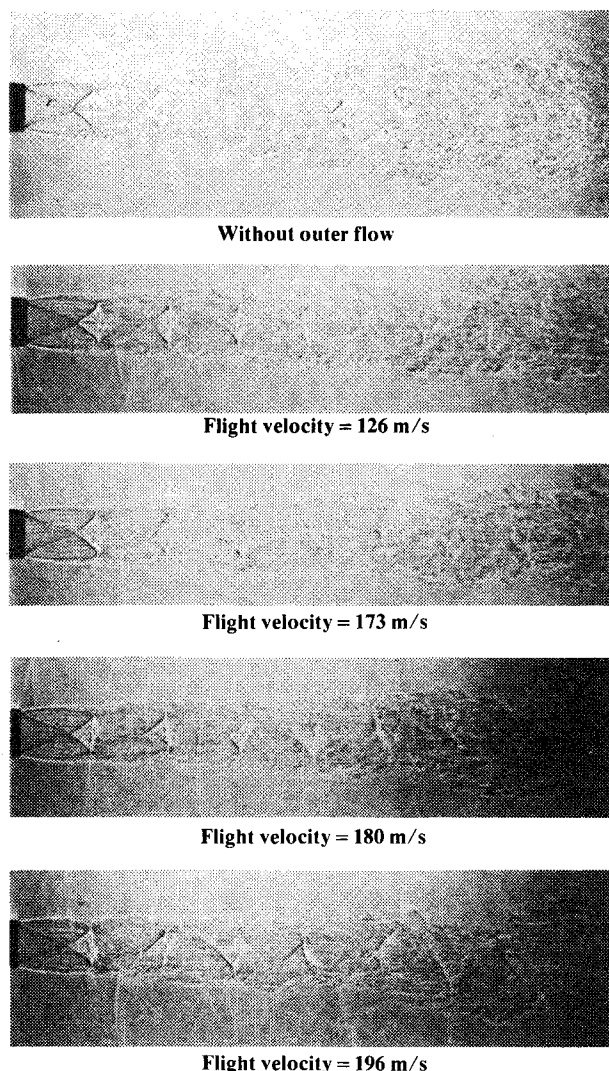 Without outer flow
Flight velocity = 126 m/s
Flight velocity = 173 m/s
Flight velocity = 180 m/s
Flight velocity = 196 m/s